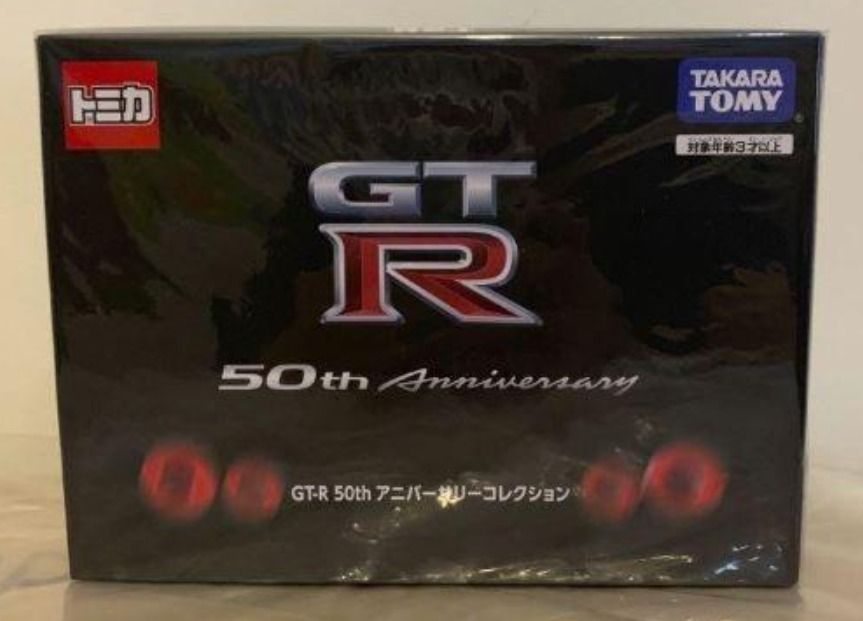 トミカ
TAKARA
TOMY
対象年齢3才以上
GT
R
50th Anniversary
GT-R 50th アニバーサリーコレクション